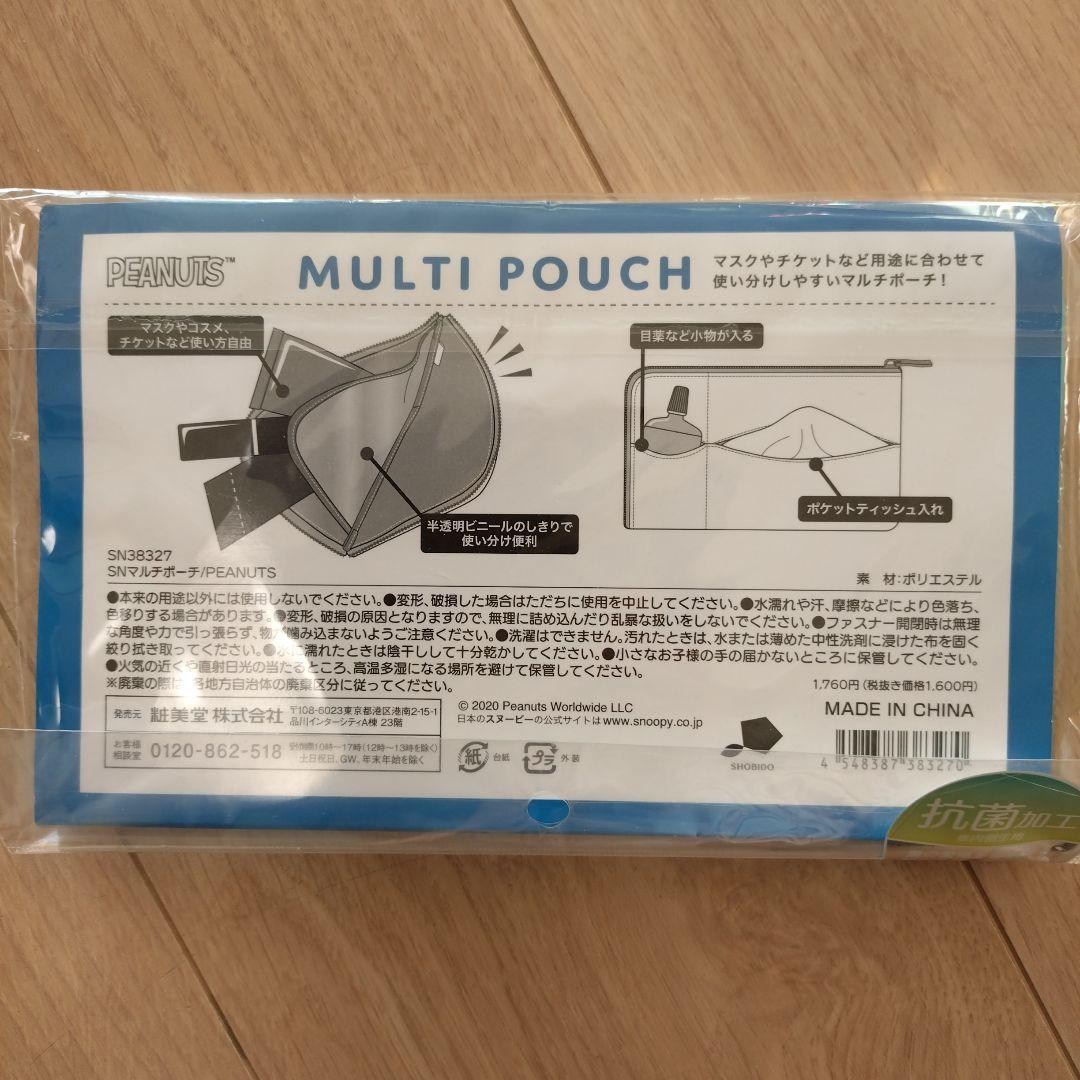 PEANUTS™
MULTI POUCH
マスクやチケットなど用途に合わせて
使い分けしやすいマルチポーチ!
マスクやコスメ、
チケットなど使い方自由
半透明ビニールのしきりで
使い分け便利
目薬など小物が入る
ポケットティッシュ入れ
SN38327
SNマルチポーチ/PEANUTS
素 材:ポリエステル
●本来の用途以外には使用しないでください。●変形、破損した場合はただちに使用を中止してください。●水濡れや汗、摩擦などにより色落ち、
色移りする場合があります。●変形、破損の原因となりますので、無理に詰め込んだり乱暴な扱いをしないでください。●ファスナー開閉時は無理
な角度や力で引っ張らず、物が噛み込まないようご注意ください。●洗濯はできません。汚れたときは、水または薄めた中性洗剤に浸けた布を固く
絞り拭き取ってください。●水に濡れたときは陰干しして十分乾かしてください。●小さなお子様の手の届かないところに保管してください。
●火気の近くや直射日光の当たるところ、高温多湿になる場所を避けて保管してください。
※廃棄の際は、各地方自治体の廃棄区分に従ってください。
1,760円(税抜き価格1,600円)
MADE IN CHINA
発売元 粧美堂 株式会社
〒108-6023東京都港区港南2-15-1
品川インターシティA棟 23階
お客様
相談室
0120-862-518
受付時間10時~17時(12時~13時を除く)
土日祝日、GW、年末年始を除く
© 2020 Peanuts Worldwide LLC
日本のスヌーピーの公式サイトは www.snoopy.co.jp
紙 台紙
プラ 外装
SHOBIDO
4 548387 383270
抗菌加工